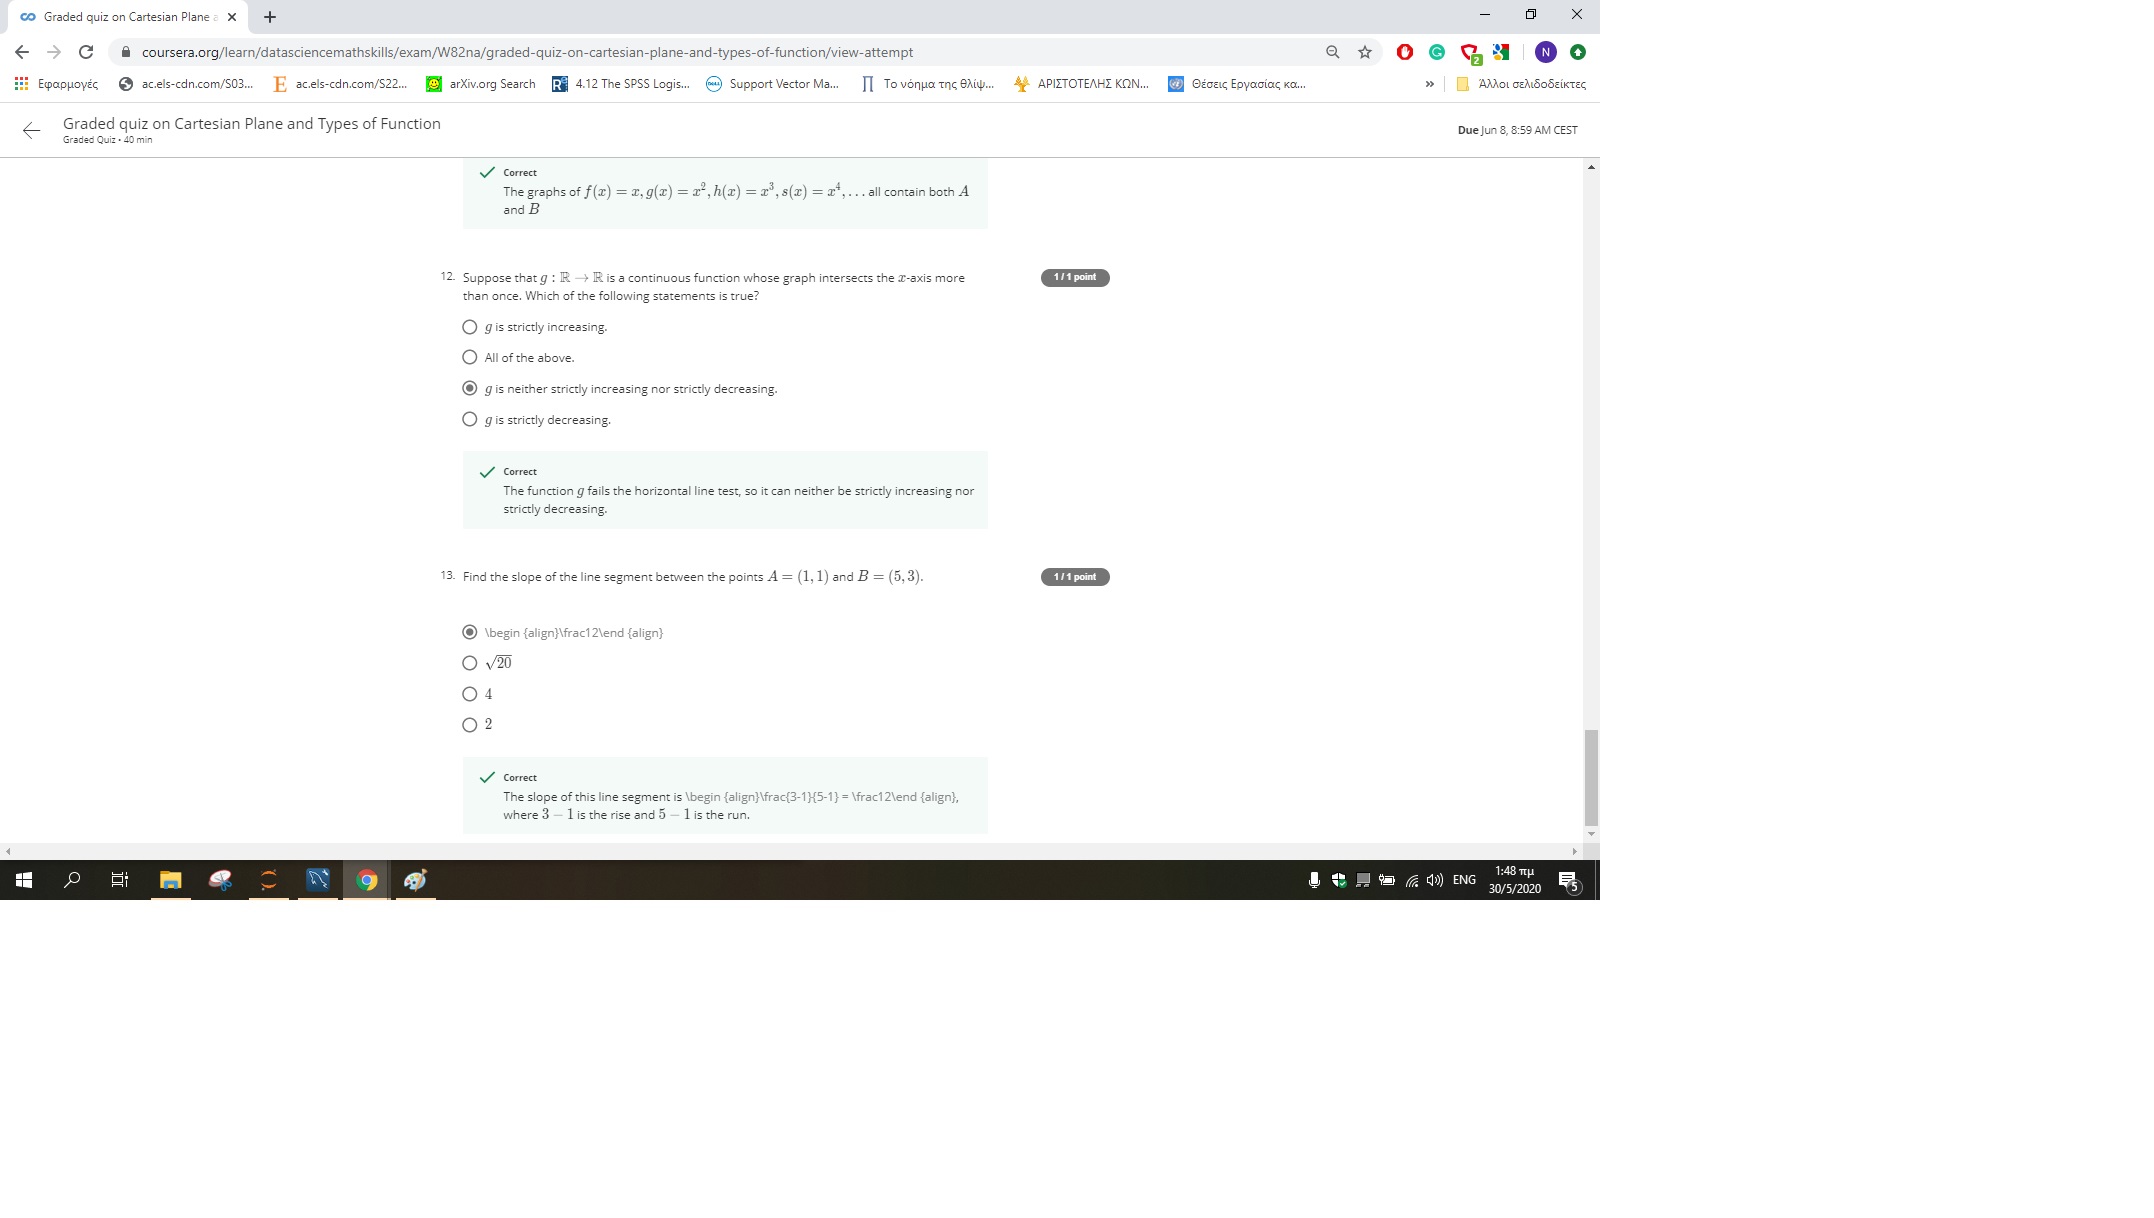 Graded quiz on Cartesian Plane a
coursera.org/learn/datasciencemathskills/exam/W82na/graded-quiz-on-cartesian-plane-and-types-of-function/view-attempt
2
N
Εφαρμογές ac.els-cdn.com/S03... ac.els-cdn.com/S22... arXiv.org Search 4.12 The SPSS Logis... Support Vector Ma... Το νόημα της θλίψ... ΑΡΙΣΤΟΤΕΛΗΣ ΚΩΝ... Θέσεις Εργασίας κα... » Άλλοι σελιδοδείκτες
Graded quiz on Cartesian Plane and Types of Function
Graded Quiz • 40 min
Due Jun 8, 8:59 AM CEST
Correct
The graphs of f(x) = x, g(x) = x², h(x) = x³, s(x) = x⁴, . . . all contain both A
and B
12. Suppose that g : ℝ → ℝ is a continuous function whose graph intersects the x-axis more
than once. Which of the following statements is true?
1 / 1 point
g is strictly increasing.
All of the above.
g is neither strictly increasing nor strictly decreasing.
g is strictly decreasing.
Correct
The function g fails the horizontal line test, so it can neither be strictly increasing nor
strictly decreasing.
13. Find the slope of the line segment between the points A = (1, 1) and B = (5, 3).
1 / 1 point
\begin {align}\frac12\end {align}
√20
4
2
Correct
The slope of this line segment is \begin {align}\frac{3-1}{5-1} = \frac12\end {align},
where 3 − 1 is the rise and 5 − 1 is the run.
ENG
1:48 πμ
30/5/2020
5